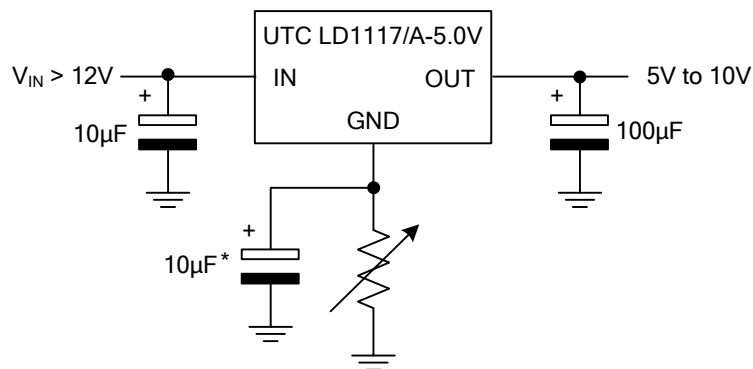 UTC LD1117/A-5.0V
V_IN > 12V
IN
OUT
5V to 10V
+
10µF
GND
+
100µF
+
10µF*